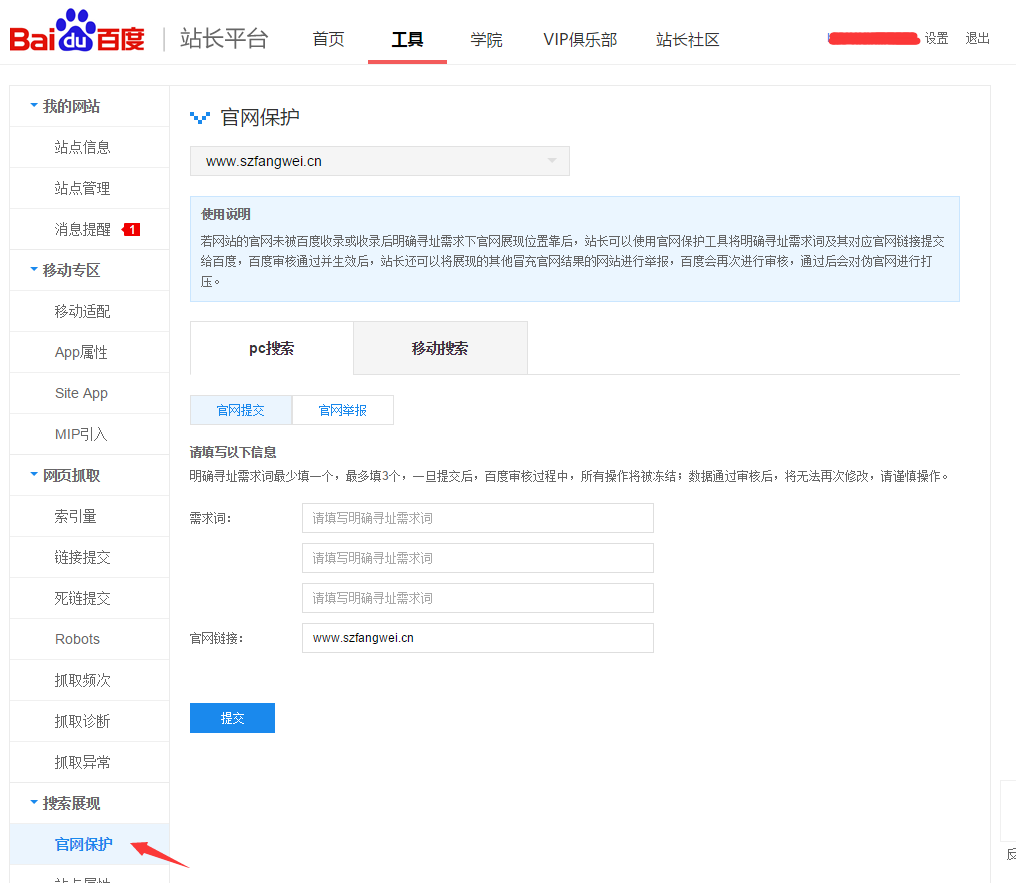 Bai du 百度 站长平台 首页 工具 学院 VIP俱乐部 站长社区 设置 退出
我的网站
站点信息
站点管理
消息提醒 1
移动专区
移动适配
App属性
Site App
MIP引入
网页抓取
索引量
链接提交
死链提交
Robots
抓取频次
抓取诊断
抓取异常
搜索展现
官网保护
站点属性
官网保护
www.szfangwei.cn
使用说明
若网站的官网未被百度收录或收录后明确寻址需求下官网展现位置靠后，站长可以使用官网保护工具将明确寻址需求词及其对应官网链接提交
给百度，百度审核通过并生效后，站长还可以将展现的其他冒充官网结果的网站进行举报，百度会再次进行审核，通过后会对伪官网进行打
压。
pc搜索 移动搜索
官网提交 官网举报
请填写以下信息
明确寻址需求词最少填一个，最多填3个，一旦提交后，百度审核过程中，所有操作将被冻结；数据通过审核后，将无法再次修改，请谨慎操作。
需求词： 请填写明确寻址需求词
请填写明确寻址需求词
请填写明确寻址需求词
官网链接： www.szfangwei.cn
提交